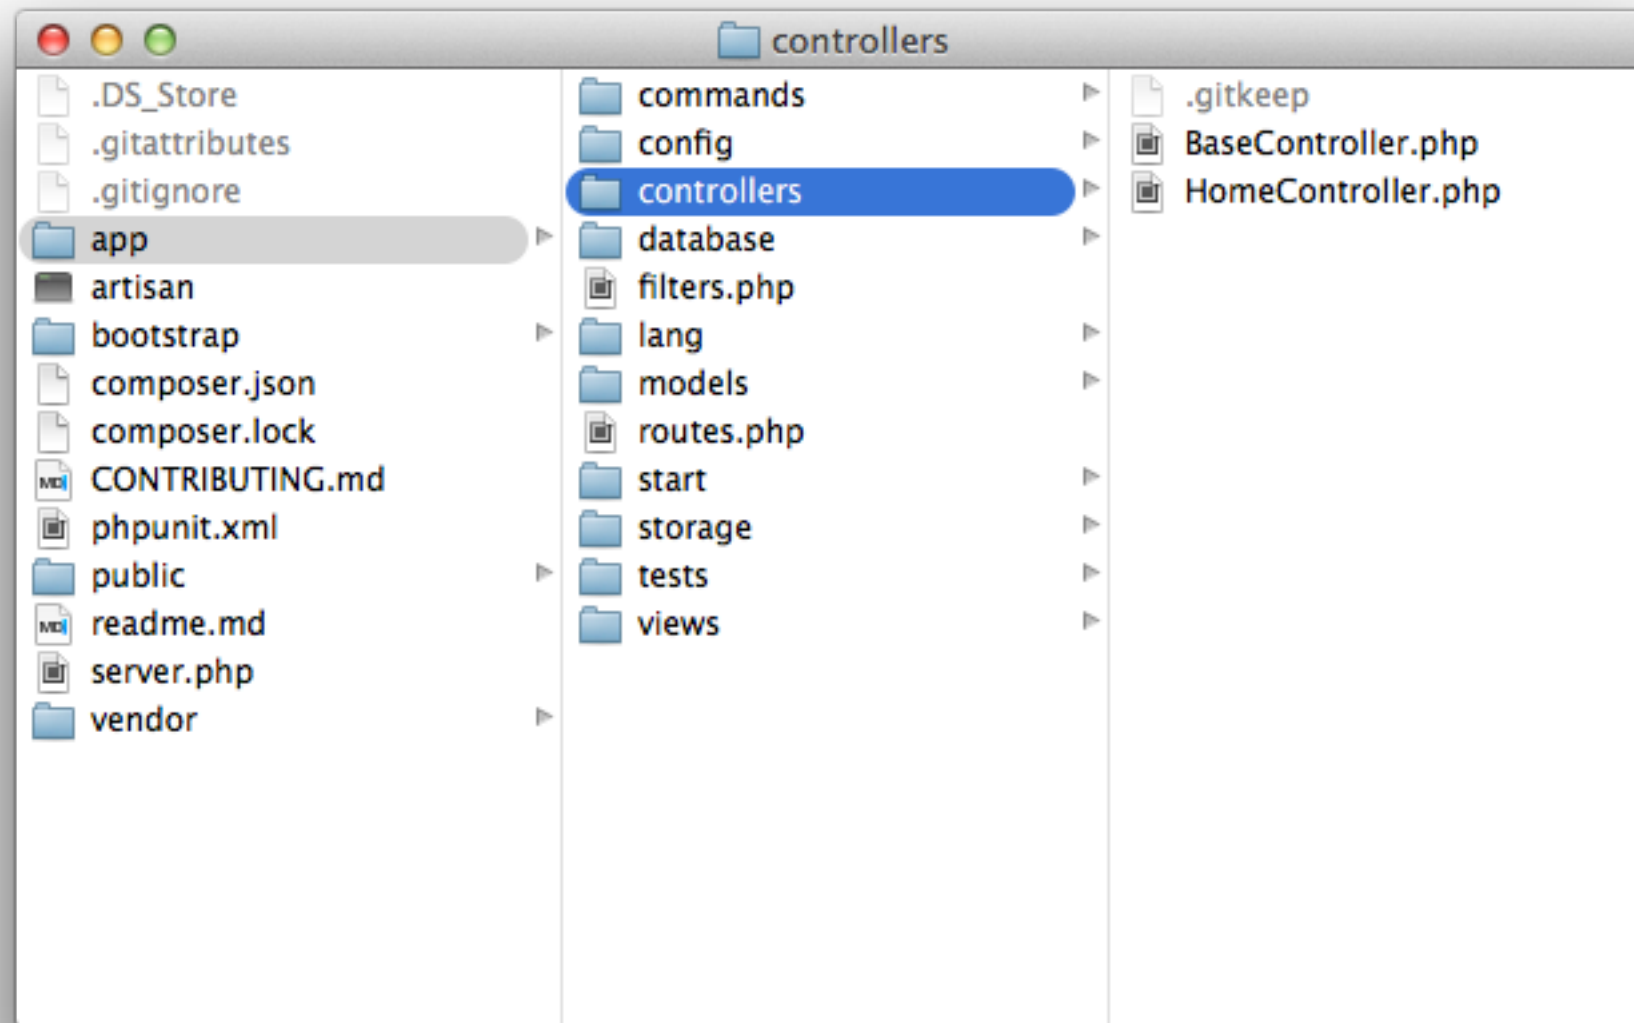 controllers
.DS_Store
.gitattributes
.gitignore
app
artisan
bootstrap
composer.json
composer.lock
CONTRIBUTING.md
phpunit.xml
public
readme.md
server.php
vendor
commands
config
controllers
database
filters.php
lang
models
routes.php
start
storage
tests
views
.gitkeep
BaseController.php
HomeController.php